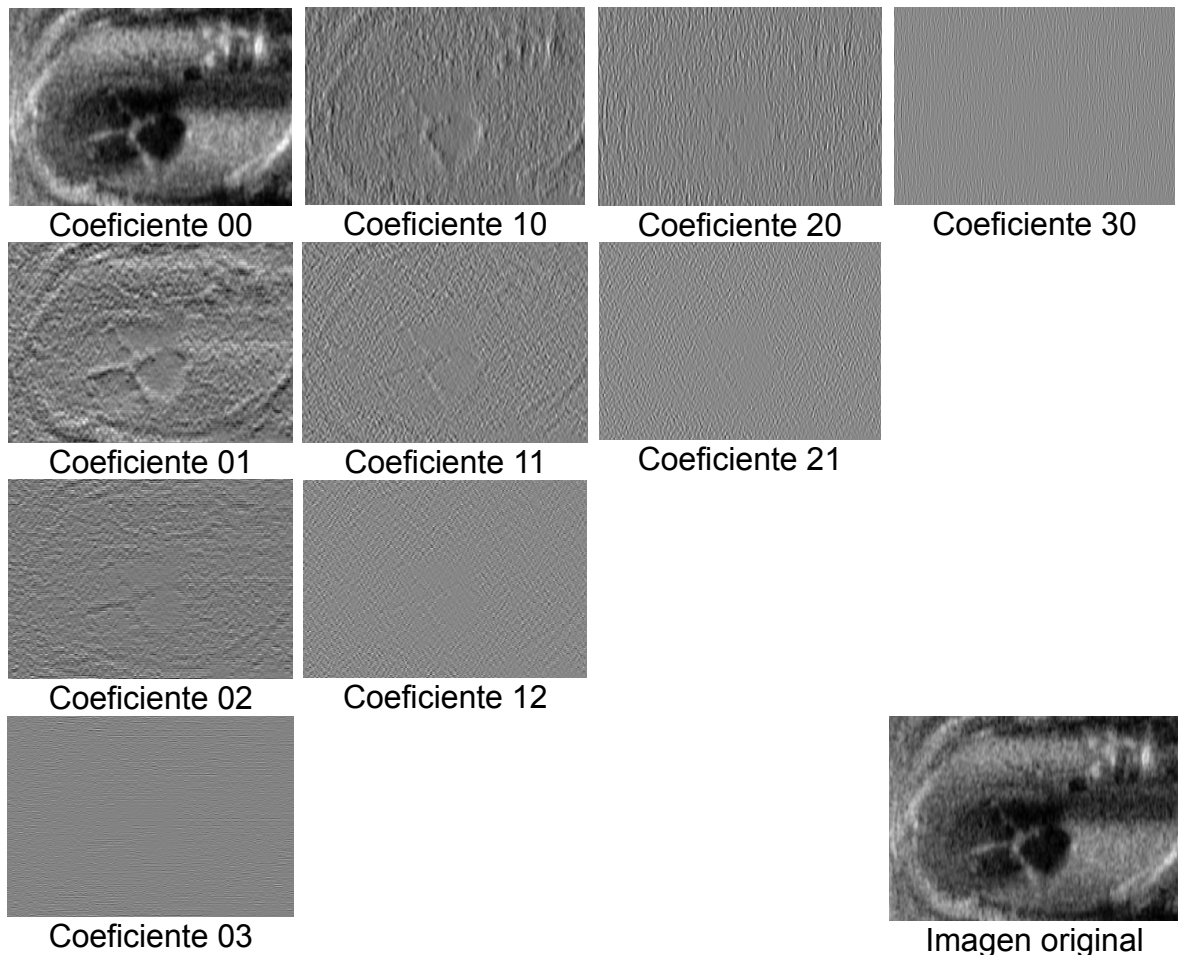 Coeficiente 00
Coeficiente 10
Coeficiente 20
Coeficiente 30
Coeficiente 01
Coeficiente 11
Coeficiente 21
Coeficiente 02
Coeficiente 12
Coeficiente 03
Imagen original